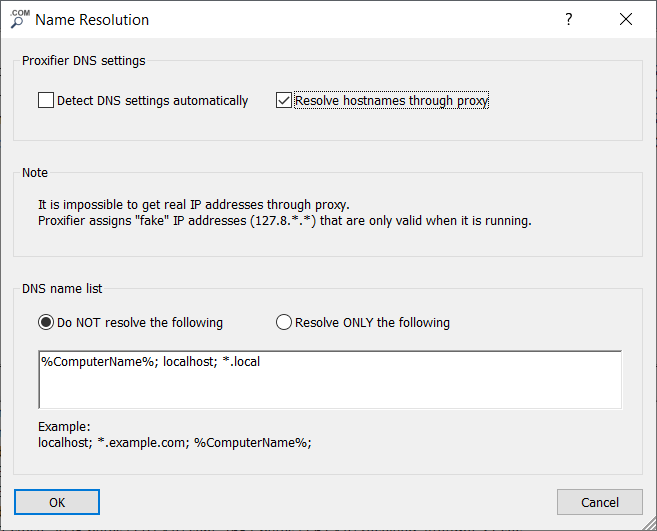 .COM
Name Resolution
?
Proxifier DNS settings
Detect DNS settings automatically
Resolve hostnames through proxy
Note
It is impossible to get real IP addresses through proxy.
Proxifier assigns "fake" IP addresses (127.8.*.*) that are only valid when it is running.
DNS name list
Do NOT resolve the following
Resolve ONLY the following
%ComputerName%; localhost; *.local
Example:
localhost; *.example.com; %ComputerName%;
OK
Cancel